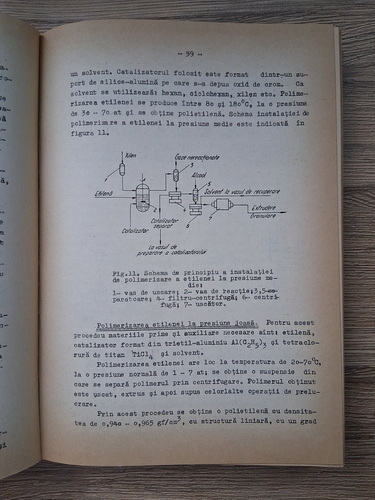 - 99 -
un solvent. Catalizatorul folosit este format dintr-un su-
port de silice-alumină pe care s-a depus oxid de crom. Ca
solvent se utilizează: hexan, ciclohexan, xilen etc. Polime-
rizarea etilenei se produce între 80 și 180°C, la o presiune
de 30 - 70 at și se obține polietilenă. Schema instalației de
polimerizare a etilenei la presiune medie este indicată în
figura 11.
Xilen
Gaze nereacționate
Alcool
Etilenă
Solvent la vasul de recuperare
Catalizator
Catalizator separat
Extrudere
Granulare
La vasul de
preparare a catalizatorului
Fig.11. Schema de principiu a instalației
de polimerizare a etilenei la presiune me-
die:
1- vas de uscare; 2- vas de reacție; 3,5-se-
paratoare; 4- filtru-centrifugă; 6- centri-
fugă; 7- uscător.
Polimerizarea etilenei la presiune joasă. Pentru acest
procedeu materiile prime și auxiliare necesare sînt: etilenă,
catalizator format din trietil-aluminiu Al(C2H5)3 și tetraclo-
rură de titan TiCl4 și solvent.
Polimerizarea etilenei are loc la temperatura de 20-70°C,
la o presiune normală de 1 - 7 at; se obține o suspensie din
care se separă polimerul prin centrifugare. Polimerul obținut
este uscat, extrus și apoi supus celorlalte operații de prelu-
crare.
Prin acest procedeu se obține o polietilenă cu densita-
tea de 0,940 - 0,965 gf/cm3, cu structură liniară, cu un grad